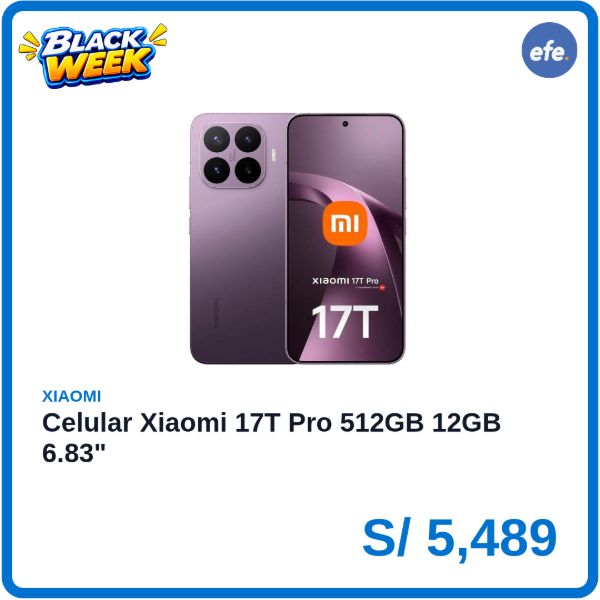 BLACK
WEEK
efe.
XIAOMI
mi
xiaomi 17T Pro
17T
XIAOMI
Celular Xiaomi 17T Pro 512GB 12GB
6.83"
S/ 5,489